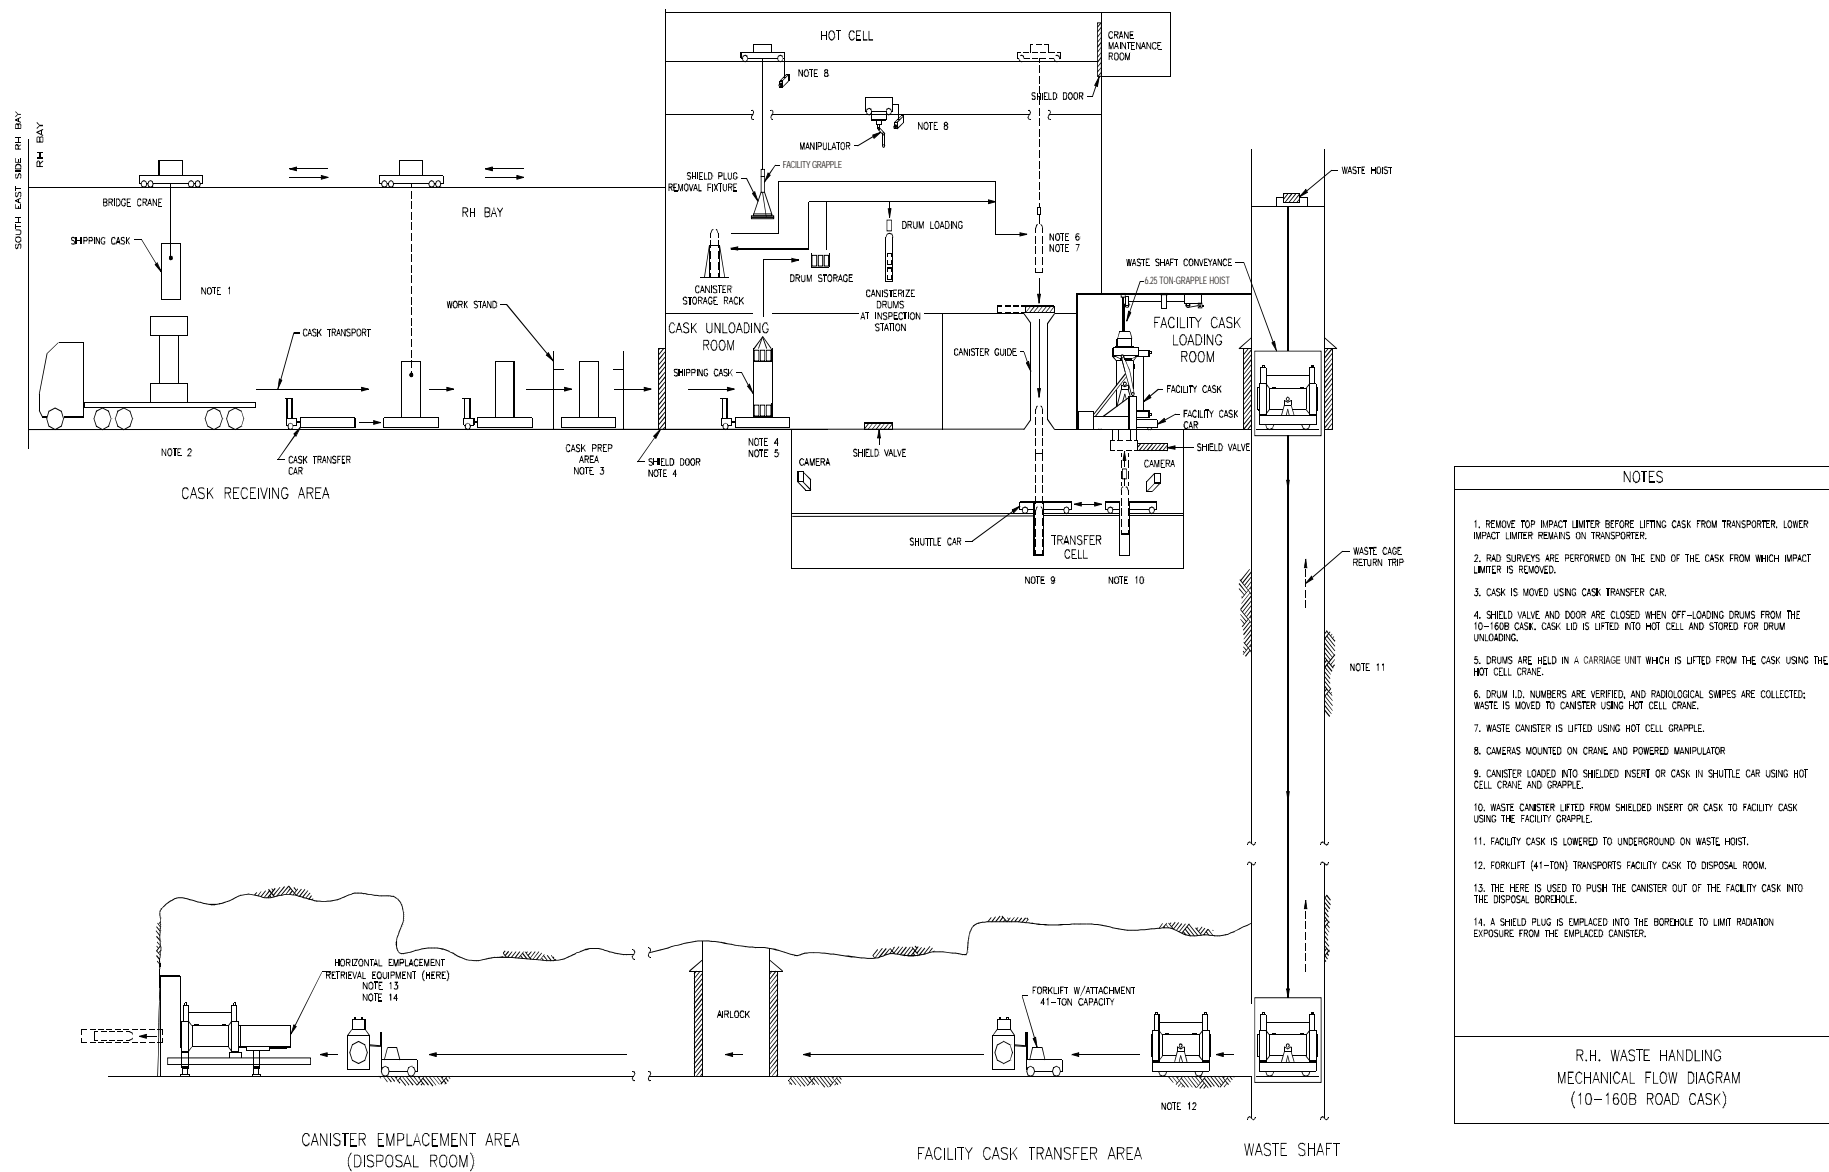 HOT CELL
CRANE
MAINTENANCE
ROOM
NOTE 8
SHIELD DOOR
NOTE 8
MANIPULATOR
SOUTH EAST SIDE RH BAY
RH BAY
FACILITY GRAPPLE
SHIELD PLUG
REMOVAL FIXTURE
WASTE HOIST
BRIDGE CRANE
RH BAY
SHIPPING CASK
DRUM LOADING
NOTE 6
NOTE 7
WASTE SHAFT CONVEYANCE
6.25 TON-GRAPPLE HOIST
NOTE 1
CANISTER
STORAGE RACK
DRUM STORAGE
CANISTERIZE
DRUMS
AT INSPECTION
STATION
WORK STAND
CASK TRANSPORT
CASK UNLOADING
ROOM
FACILITY CASK
LOADING
ROOM
CANISTER GUIDE
SHIPPING CASK
FACILITY CASK
FACILITY CASK
CAR
NOTE 2
CASK TRANSFER
CAR
CASK PREP
AREA
NOTE 3
SHIELD DOOR
NOTE 4
NOTE 4
NOTE 5
SHIELD VALVE
SHIELD VALVE
CAMERA
CAMERA
CASK RECEIVING AREA
SHUTTLE CAR
TRANSFER
CELL
NOTE 9
NOTE 10
WASTE CAGE
RETURN TRIP
NOTE 11
HORIZONTAL EMPLACEMENT
RETRIEVAL EQUIPMENT (HERE)
NOTE 13
NOTE 14
AIRLOCK
FORKLIFT W/ATTACHMENT
41-TON CAPACITY
NOTE 12
CANISTER EMPLACEMENT AREA
(DISPOSAL ROOM)
FACILITY CASK TRANSFER AREA
WASTE SHAFT
NOTES
1. REMOVE TOP IMPACT LIMITER BEFORE LIFTING CASK FROM TRANSPORTER. LOWER
IMPACT LIMITER REMAINS ON TRANSPORTER.
2. RAD SURVEYS ARE PERFORMED ON THE END OF THE CASK FROM WHICH IMPACT
LIMITER IS REMOVED.
3. CASK IS MOVED USING CASK TRANSFER CAR.
4. SHIELD VALVE AND DOOR ARE CLOSED WHEN OFF-LOADING DRUMS FROM THE
10-160B CASK. CASK LID IS LIFTED INTO HOT CELL AND STORED FOR DRUM
UNLOADING.
5. DRUMS ARE HELD IN A CARRIAGE UNIT WHICH IS LIFTED FROM THE CASK USING THE
HOT CELL CRANE.
6. DRUM I.D. NUMBERS ARE VERIFIED, AND RADIOLOGICAL SWIPES ARE COLLECTED;
WASTE IS MOVED TO CANISTER USING HOT CELL CRANE.
7. WASTE CANISTER IS LIFTED USING HOT CELL GRAPPLE.
8. CAMERAS MOUNTED ON CRANE AND POWERED MANIPULATOR
9. CANISTER LOADED INTO SHIELDED INSERT OR CASK IN SHUTTLE CAR USING HOT
CELL CRANE AND GRAPPLE.
10. WASTE CANISTER LIFTED FROM SHIELDED INSERT OR CASK TO FACILITY CASK
USING THE FACILITY GRAPPLE.
11. FACILITY CASK IS LOWERED TO UNDERGROUND ON WASTE HOIST.
12. FORKLIFT (41-TON) TRANSPORTS FACILITY CASK TO DISPOSAL ROOM.
13. THE HERE IS USED TO PUSH THE CANISTER OUT OF THE FACILITY CASK INTO
THE DISPOSAL BOREHOLE.
14. A SHIELD PLUG IS EMPLACED INTO THE BOREHOLE TO LIMIT RADIATION
EXPOSURE FROM THE EMPLACED CANISTER.
R.H. WASTE HANDLING
MECHANICAL FLOW DIAGRAM
(10-160B ROAD CASK)